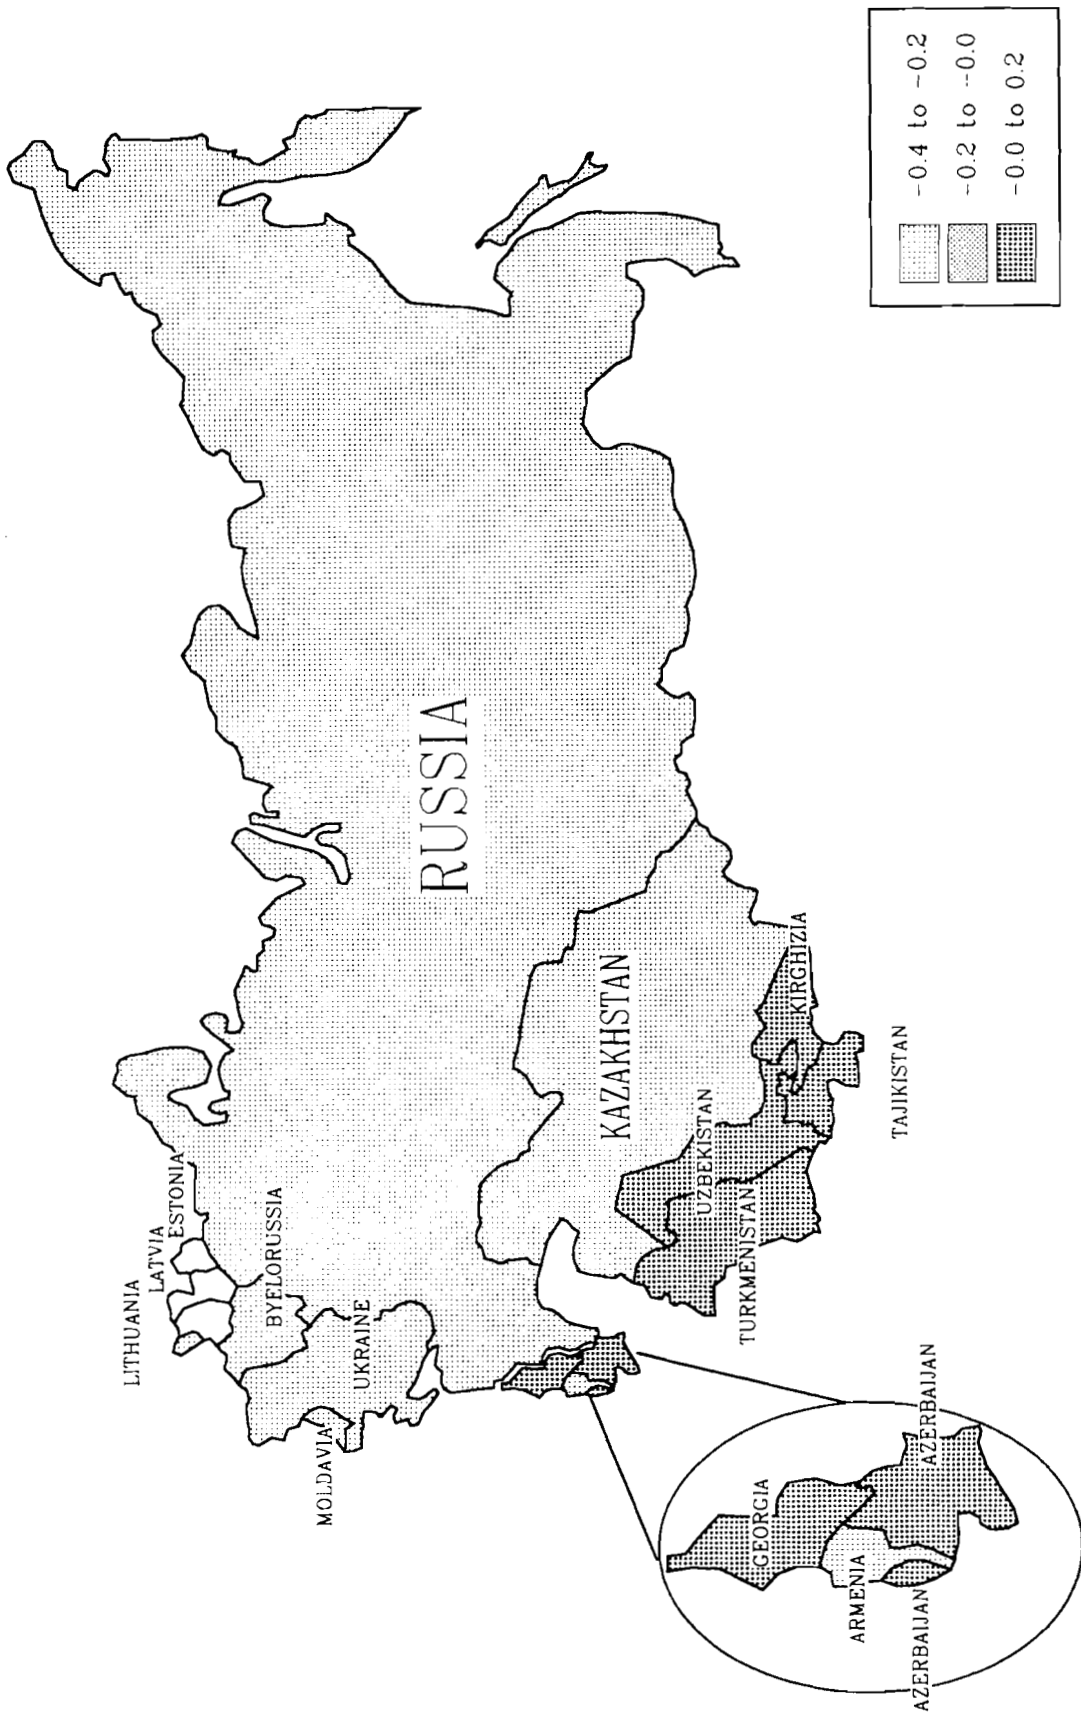 RUSSIA
KAZAKHSTAN
LITHUANIA
LATVIA
ESTONIA
BYELORUSSIA
UKRAINE
MOLDAVIA
UZBEKISTAN
TURKMENISTAN
KIRGHIZIA
TAJIKISTAN
GEORGIA
ARMENIA
AZERBAIJAN
AZERBAIJAN
-0.4 to -0.2
-0.2 to --0.0
-0.0 to 0.2